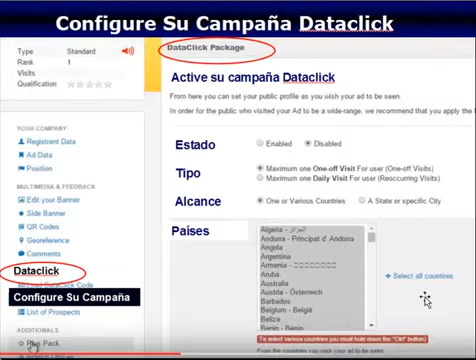 Configure Su Campaña Dataclick
Type Standard
Rank 1
Visits
Qualification
YOUR COMPANY
Registrant Data
Ad Data
Position
MULTIMEDIA & FEEDBACK
Edit your Banner
Side Banner
QR Codes
Georeference
Comments
Dataclick
Configure Su Campaña
List of Prospects
ADDITIONALS
Plus Pack
DataClick Package
Active su campaña Dataclick
From here you can set your public profile as you wish your ad to be seen.
In order for the public who visited your Ad to be a wide-range, we recommend that you apply the
Estado Enabled Disabled
Tipo Maximum one One-off Visit For user (One-off Visits)
Maximum one Daily Visit For user (Reoccurring Visits)
Alcance One or Various Countries A State or specific City
Países
Algeria - الجزائر
Andorra - Principat d' Andorra
Angola
Argentina
Armenia -
Aruba
Australia
Austria - Österreich
Barbados
Belgium - België
Belize
Benin - Bénin
+ Select all countries
To select various countries you must hold down the "Ctrl" button)